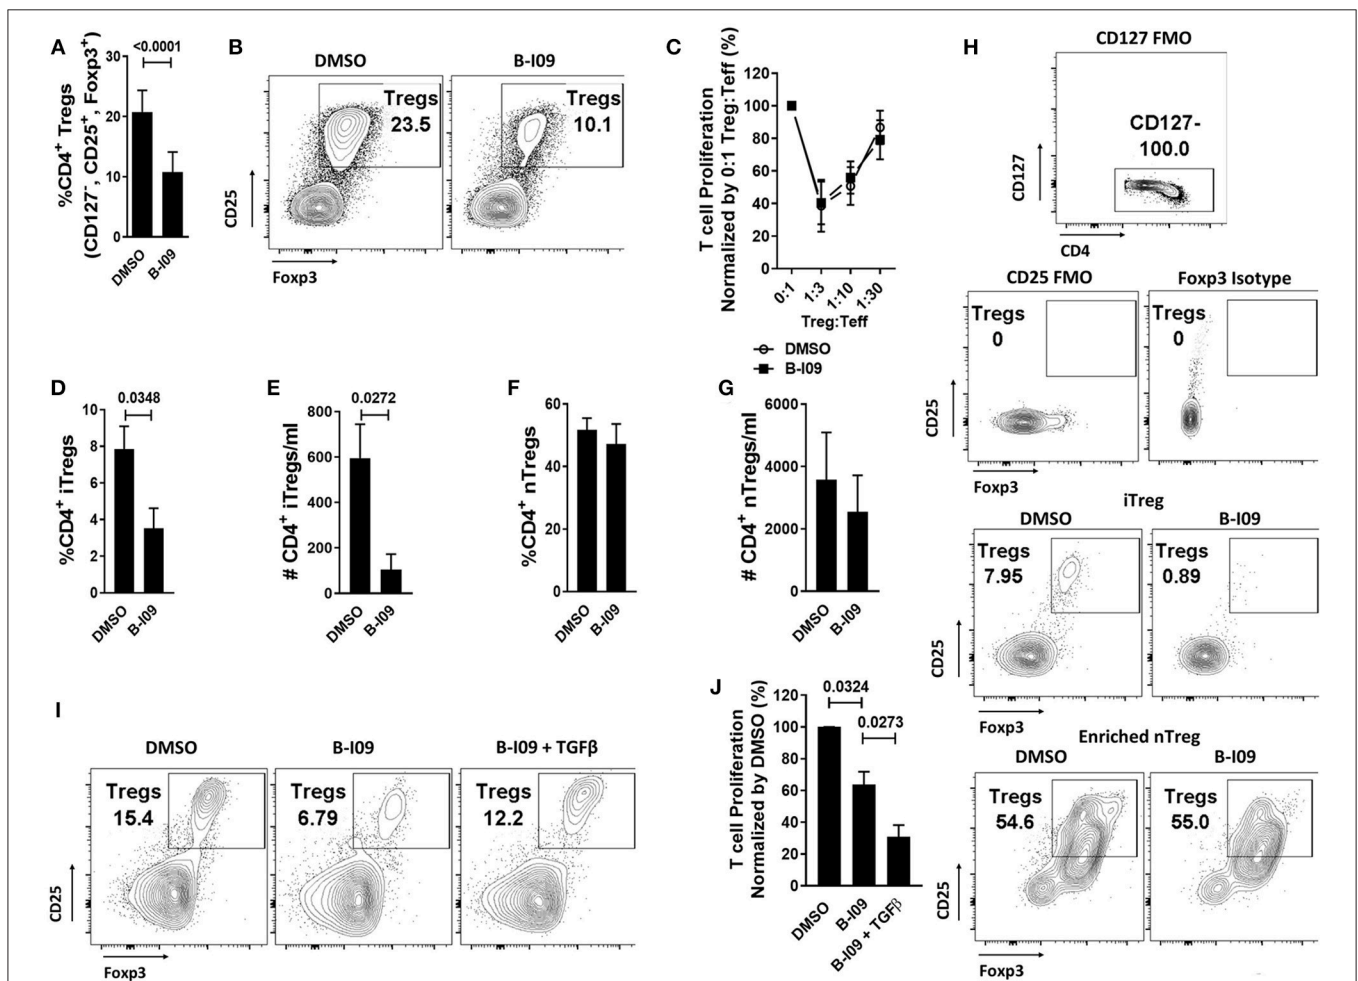 A
<0.0001
%CD4+ Tregs
(CD127-, CD25+, Foxp3+)
30
20
10
0
DMSO
B-I09
B
DMSO
B-I09
Tregs
23.5
Tregs
10.1
CD25
Foxp3
C
T cell Proliferation
Normalized by 0:1 Treg:Teff (%)
120
100
80
60
40
20
0
0:1
1:3
1:10
1:30
Treg:Teff
DMSO
B-I09
D
0.0348
%CD4+ iTregs
10
8
6
4
2
0
DMSO
B-I09
E
0.0272
# CD4+ iTregs/ml
800
600
400
200
0
DMSO
B-I09
F
%CD4+ nTregs
60
40
20
0
DMSO
B-I09
G
# CD4+ nTregs/ml
6000
4000
2000
0
DMSO
B-I09
H
CD127 FMO
CD127-
100.0
CD127
CD4
CD25 FMO
Foxp3 Isotype
Tregs
0
Tregs
0
CD25
Foxp3
iTreg
DMSO
B-I09
Tregs
7.95
Tregs
0.89
CD25
Foxp3
Enriched nTreg
DMSO
B-I09
Tregs
54.6
Tregs
55.0
CD25
Foxp3
I
DMSO
B-I09
B-I09 + TGFβ
Tregs
15.4
Tregs
6.79
Tregs
12.2
CD25
Foxp3
J
T cell Proliferation
Normalized by DMSO (%)
0.0324
0.0273
120
100
80
60
40
20
0
DMSO
B-I09
B-I09 + TGFβ